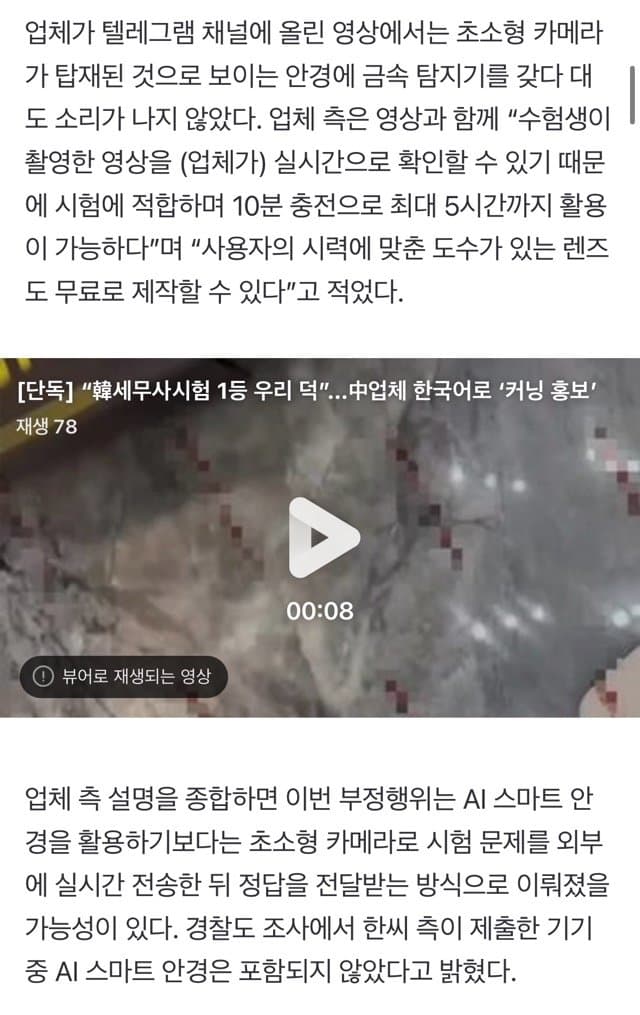 업체가 텔레그램 채널에 올린 영상에서는 초소형 카메라
가 탑재된 것으로 보이는 안경에 금속 탐지기를 갖다 대
도 소리가 나지 않았다. 업체 측은 영상과 함께 “수험생이
촬영한 영상을 (업체가) 실시간으로 확인할 수 있기 때문
에 시험에 적합하며 10분 충전으로 최대 5시간까지 활용
이 가능하다”며 “사용자의 시력에 맞춘 도수가 있는 렌즈
도 무료로 제작할 수 있다”고 적었다.
[단독] “韓세무사시험 1등 우리 덕”...中업체 한국어로 ‘커닝 홍보’
재생 78
00:08
뷰어로 재생되는 영상
업체 측 설명을 종합하면 이번 부정행위는 AI 스마트 안
경을 활용하기보다는 초소형 카메라로 시험 문제를 외부
에 실시간 전송한 뒤 정답을 전달받는 방식으로 이뤄졌을
가능성이 있다. 경찰도 조사에서 한씨 측이 제출한 기기
중 AI 스마트 안경은 포함되지 않았다고 밝혔다.